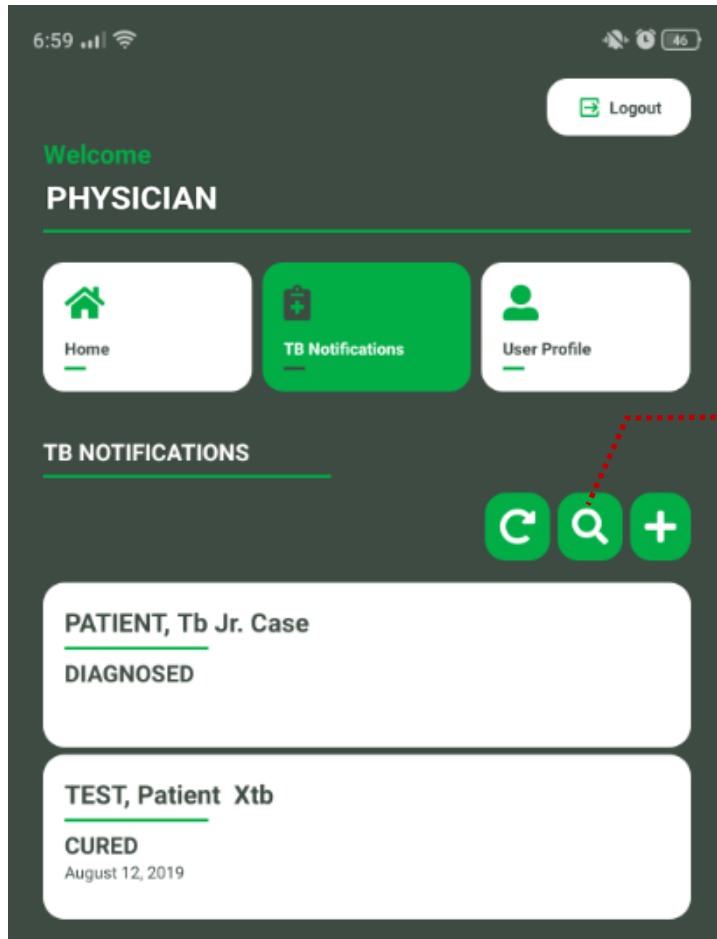 6:59
46
Logout
Welcome
PHYSICIAN
Home
TB Notifications
User Profile
TB NOTIFICATIONS
PATIENT, Tb Jr. Case
DIAGNOSED
TEST, Patient Xtb
CURED
August 12, 2019